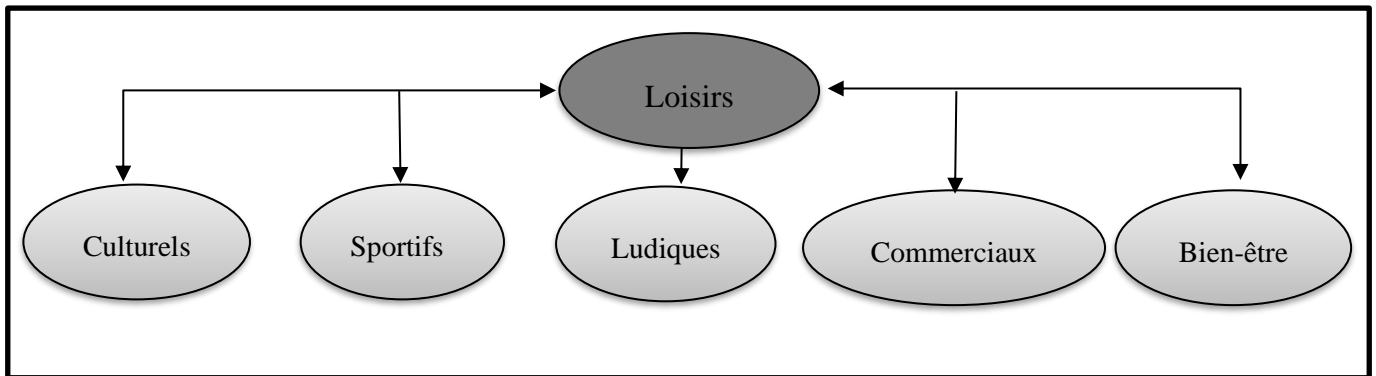 Loisirs
Culturels
Sportifs
Ludiques
Commerciaux
Bien-être